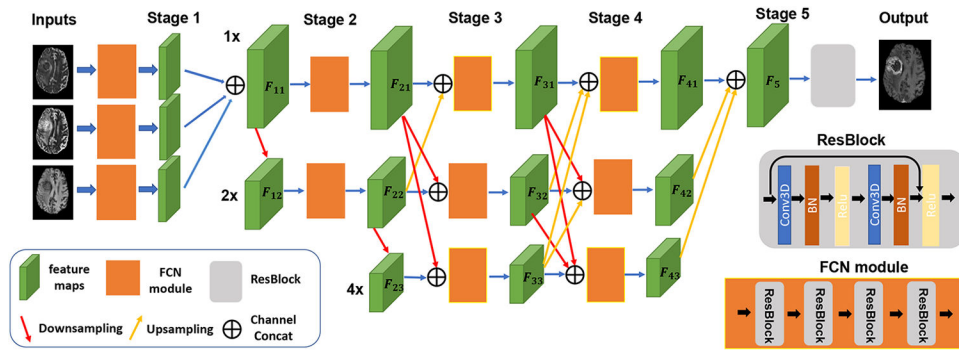 Inputs
Stage 1
Stage 2
Stage 3
Stage 4
Stage 5
Output
1x
F11
F21
F31
F41
F5
2x
F12
F22
F32
F42
4x
F23
F33
F43
feature
maps
FCN
module
ResBlock
Downsampling
Upsampling
Channel
Concat
ResBlock
Conv3D
BN
Relu
Conv3D
BN
Relu
FCN module
ResBlock
ResBlock
ResBlock
ResBlock